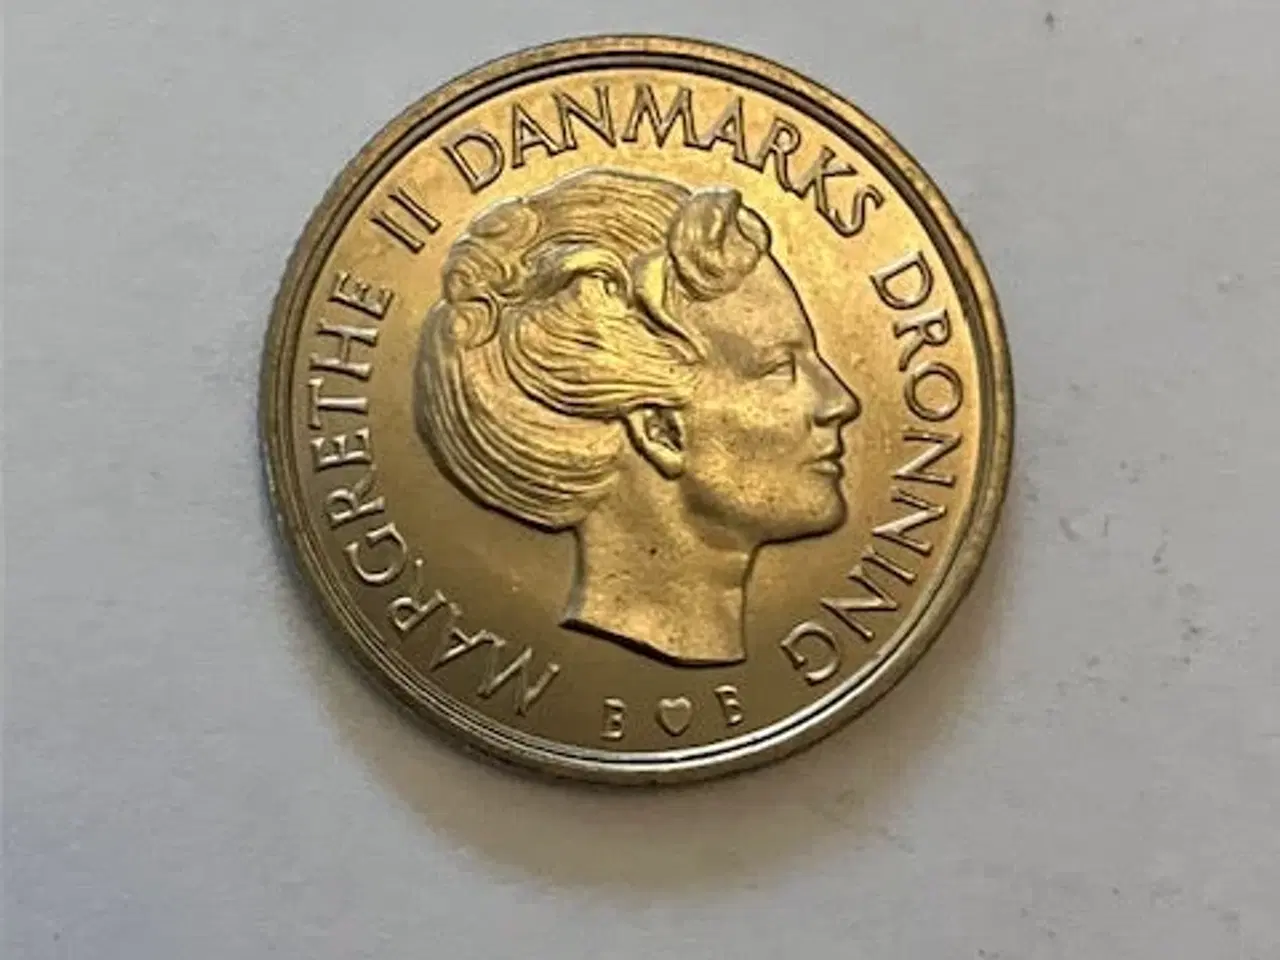 MARGRETHE II DANMARKS DRONNING
B ♥ B